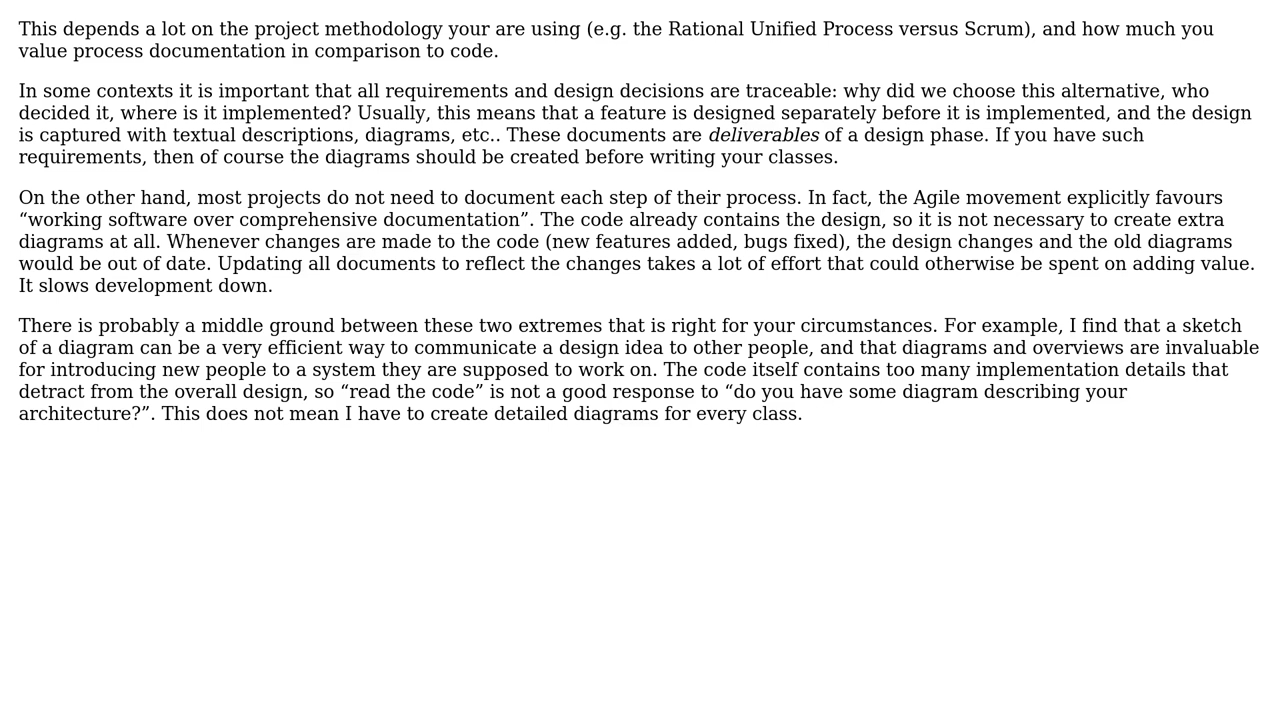 This depends a lot on the project methodology your are using (e.g. the Rational Unified Process versus Scrum), and how much you
value process documentation in comparison to code.
In some contexts it is important that all requirements and design decisions are traceable: why did we choose this alternative, who
decided it, where is it implemented? Usually, this means that a feature is designed separately before it is implemented, and the design
is captured with textual descriptions, diagrams, etc.. These documents are deliverables of a design phase. If you have such
requirements, then of course the diagrams should be created before writing your classes.
On the other hand, most projects do not need to document each step of their process. In fact, the Agile movement explicitly favours
“working software over comprehensive documentation”. The code already contains the design, so it is not necessary to create extra
diagrams at all. Whenever changes are made to the code (new features added, bugs fixed), the design changes and the old diagrams
would be out of date. Updating all documents to reflect the changes takes a lot of effort that could otherwise be spent on adding value.
It slows development down.
There is probably a middle ground between these two extremes that is right for your circumstances. For example, I find that a sketch
of a diagram can be a very efficient way to communicate a design idea to other people, and that diagrams and overviews are invaluable
for introducing new people to a system they are supposed to work on. The code itself contains too many implementation details that
detract from the overall design, so “read the code” is not a good response to “do you have some diagram describing your
architecture?”. This does not mean I have to create detailed diagrams for every class.